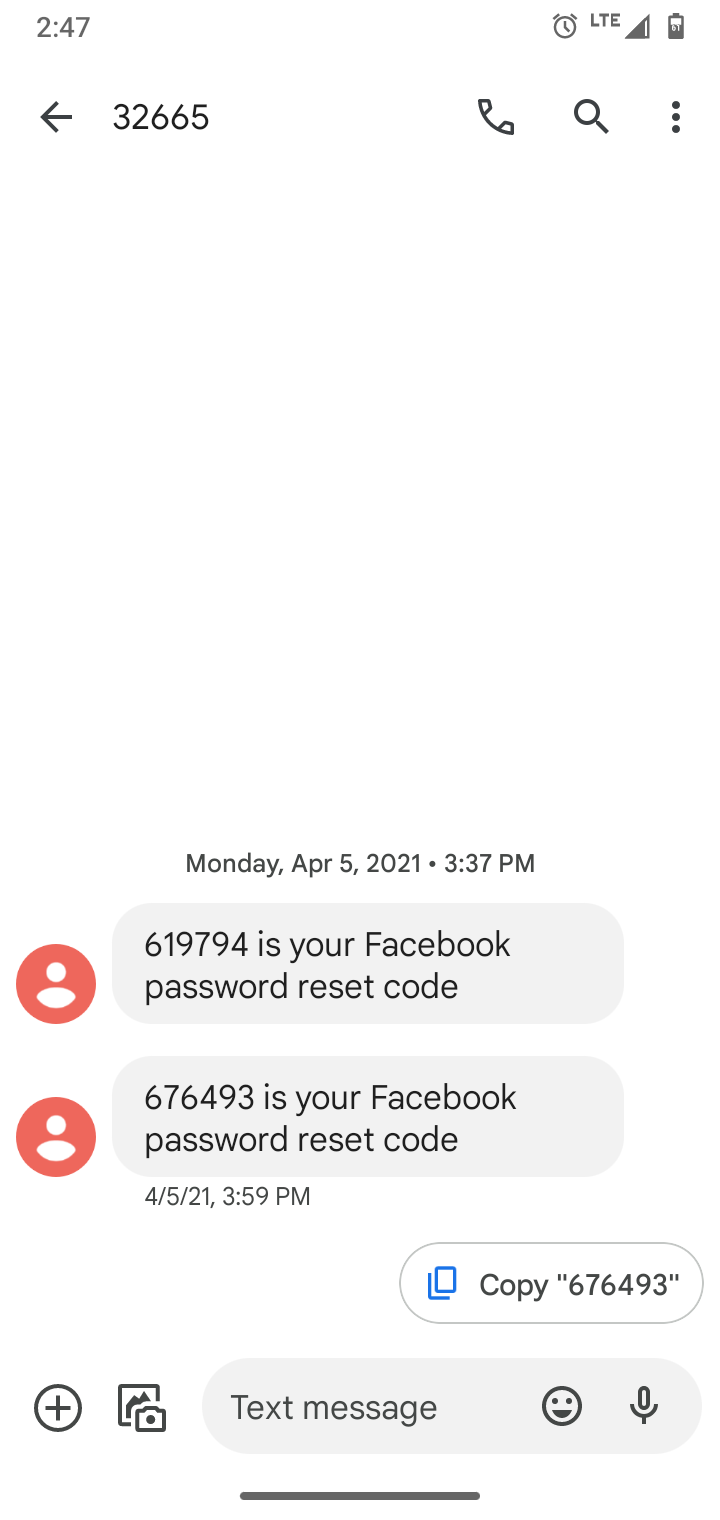 2:47
LTE
32665
Monday, Apr 5, 2021 • 3:37 PM
619794 is your Facebook
password reset code
676493 is your Facebook
password reset code
4/5/21, 3:59 PM
Copy "676493"
Text message